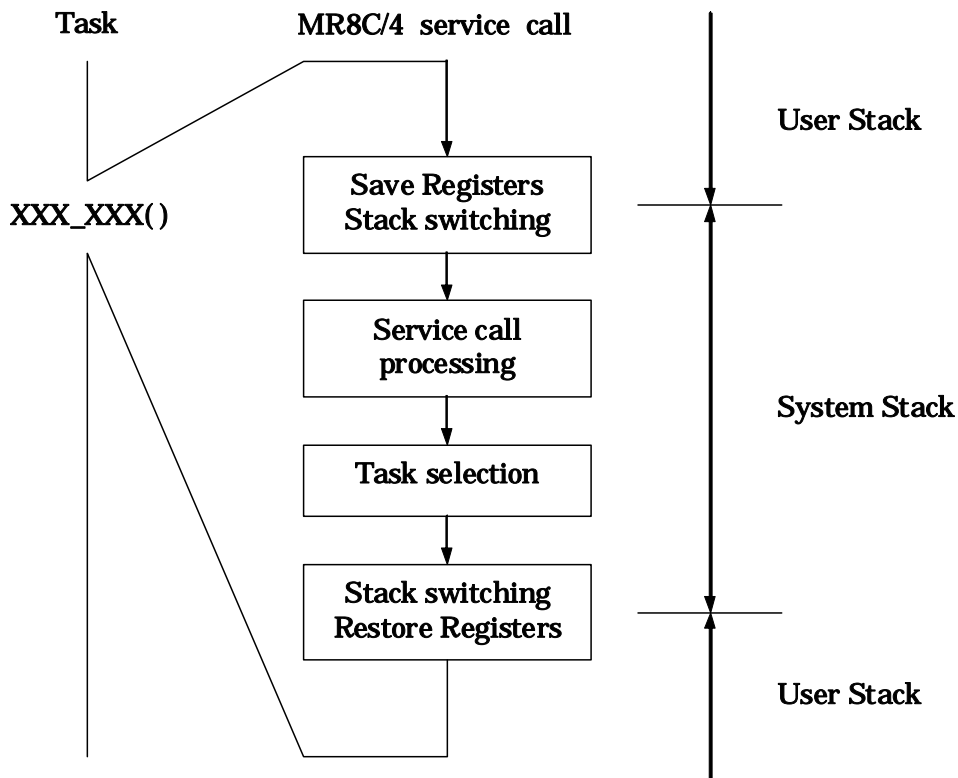 Task
MR8C/4 service call
User Stack
Save Registers
Stack switching
XXX_XXX()
Service call
processing
System Stack
Task selection
Stack switching
Restore Registers
User Stack